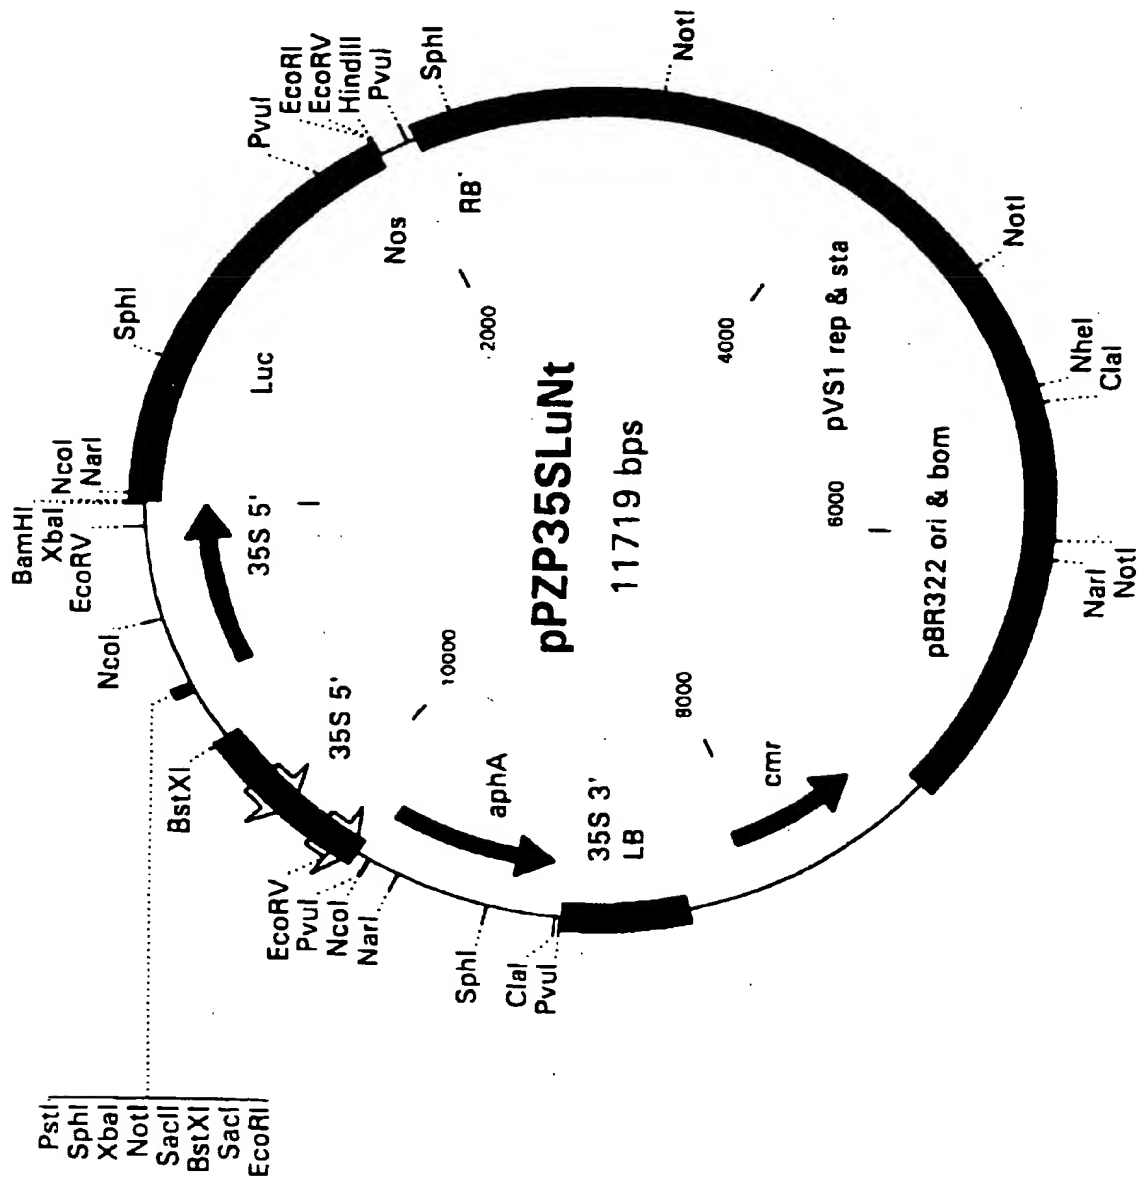 pPZP35SLuNt
11719 bps
BamHI
XbaI
EcoRV
NcoI
NarI
SphI
PvuI
EcoRI
EcoRV
HindIII
PvuI
SphI
NotI
NotI
NheI
ClaI
NotI
NarI
PvuI
ClaI
SphI
NarI
NcoI
PvuI
EcoRV
BstXI
NcoI
PstI
SphI
XbaI
NotI
SacII
BstXI
SacI
EcoRI
35S 5'
Luc
Nos
RB
pVS1 rep & sta
pBR322 ori & bom
cmr
35S 3'
LB
aphA
35S 5'
2000
4000
6000
8000
10000